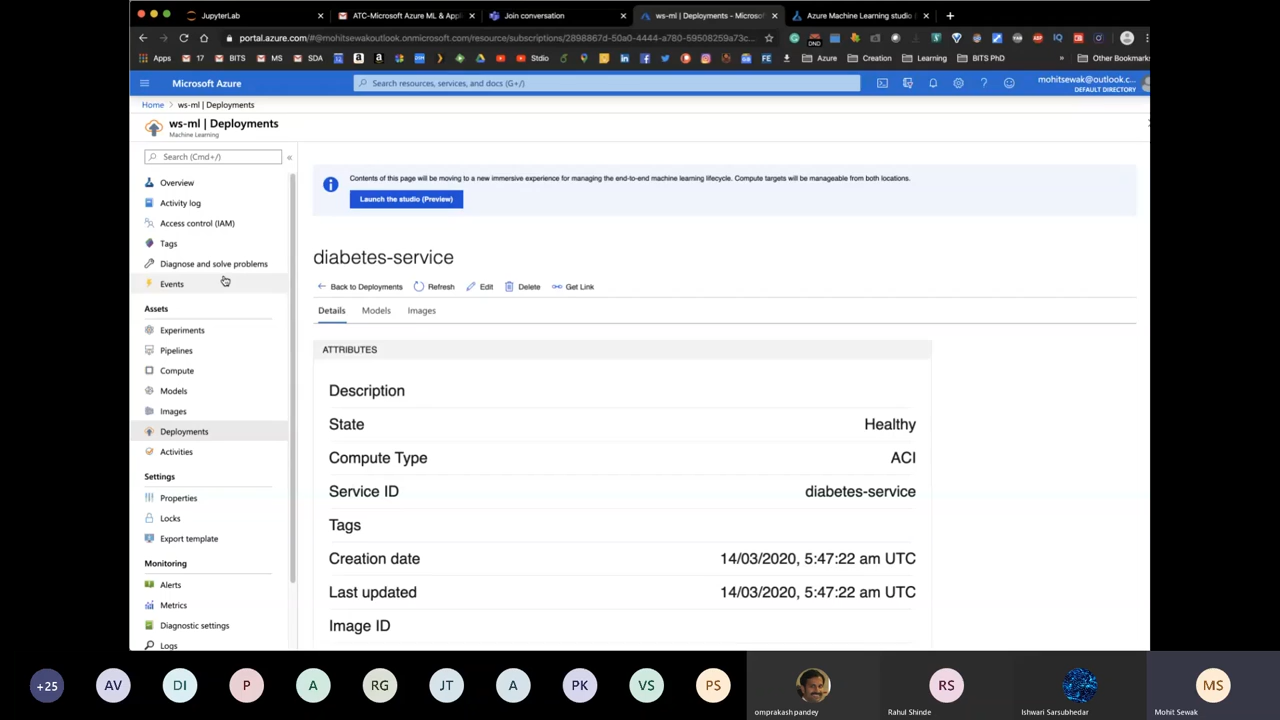 JupyterLab
ATC-Microsoft Azure ML & Appl
Join conversation
ws-ml | Deployments - Microso
Azure Machine Learning studio
portal.azure.com/#@mohitsewakoutlook.onmicrosoft.com/resource/subscriptions/2898867d-50a0-4444-a780-59508259a73c...
DND
Apps
17
BITS
MS
SDA
Stdio
FE
Azure
Creation
Learning
BITS PhD
Other Bookmarks
Microsoft Azure
Search resources, services, and docs (G+/)
mohitsewak@outlook.c...
DEFAULT DIRECTORY
Home > ws-ml | Deployments
ws-ml | Deployments
Machine Learning
Search (Cmd+/)
Overview
Activity log
Access control (IAM)
Tags
Diagnose and solve problems
Events
Assets
Experiments
Pipelines
Compute
Models
Images
Deployments
Activities
Settings
Properties
Locks
Export template
Monitoring
Alerts
Metrics
Diagnostic settings
Logs
Contents of this page will be moving to a new immersive experience for managing the end-to-end machine learning lifecycle. Compute targets will be manageable from both locations.
Launch the studio (Preview)
diabetes-service
Back to Deployments
Refresh
Edit
Delete
Get Link
Details
Models
Images
ATTRIBUTES
Description
State Healthy
Compute Type ACI
Service ID diabetes-service
Tags
Creation date 14/03/2020, 5:47:22 am UTC
Last updated 14/03/2020, 5:47:22 am UTC
Image ID
+25
AV
DI
P
A
RG
JT
A
PK
VS
PS
omprakash pandey
RS
Rahul Shinde
Ishwari Sarsubhedar
MS
Mohit Sewak